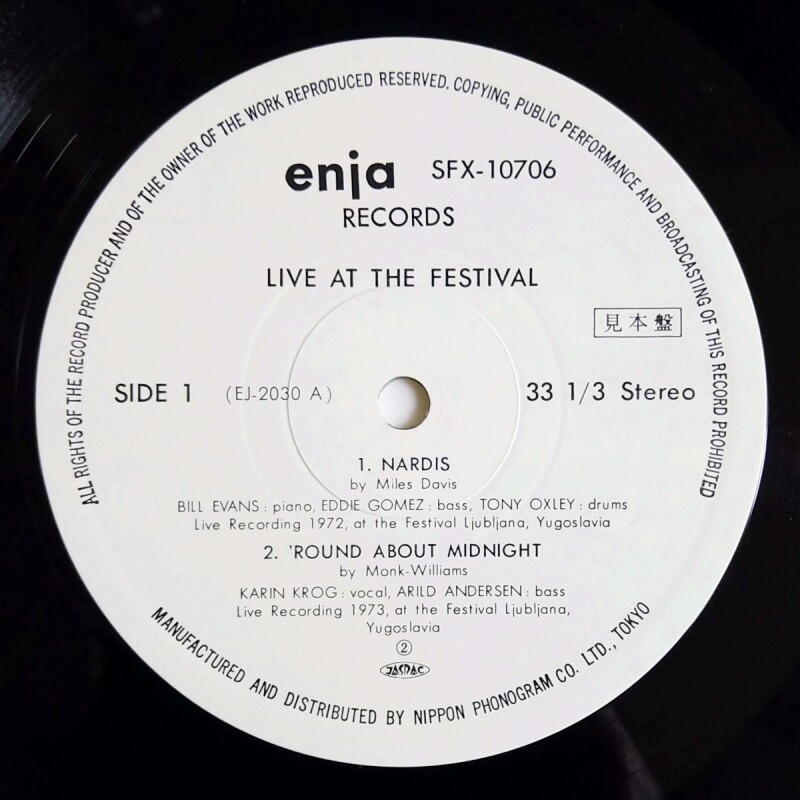 ALL RIGHTS OF THE RECORD PRODUCER AND OF THE OWNER OF THE WORK REPRODUCED RESERVED. COPYING, PUBLIC PERFORMANCE AND BROADCASTING OF THIS RECORD PROHIBITED
enja SFX-10706
RECORDS
LIVE AT THE FESTIVAL
見本盤
SIDE 1 (EJ-2030 A) 33 1/3 Stereo
1. NARDIS
by Miles Davis
BILL EVANS : piano, EDDIE GOMEZ : bass, TONY OXLEY : drums
Live Recording 1972, at the Festival Ljubljana, Yugoslavia
2. 'ROUND ABOUT MIDNIGHT
by Monk-Williams
KARIN KROG : vocal, ARILD ANDERSEN : bass
Live Recording 1973, at the Festival Ljubljana,
Yugoslavia
②
JASRAC
MANUFACTURED AND DISTRIBUTED BY NIPPON PHONOGRAM CO. LTD., TOKYO